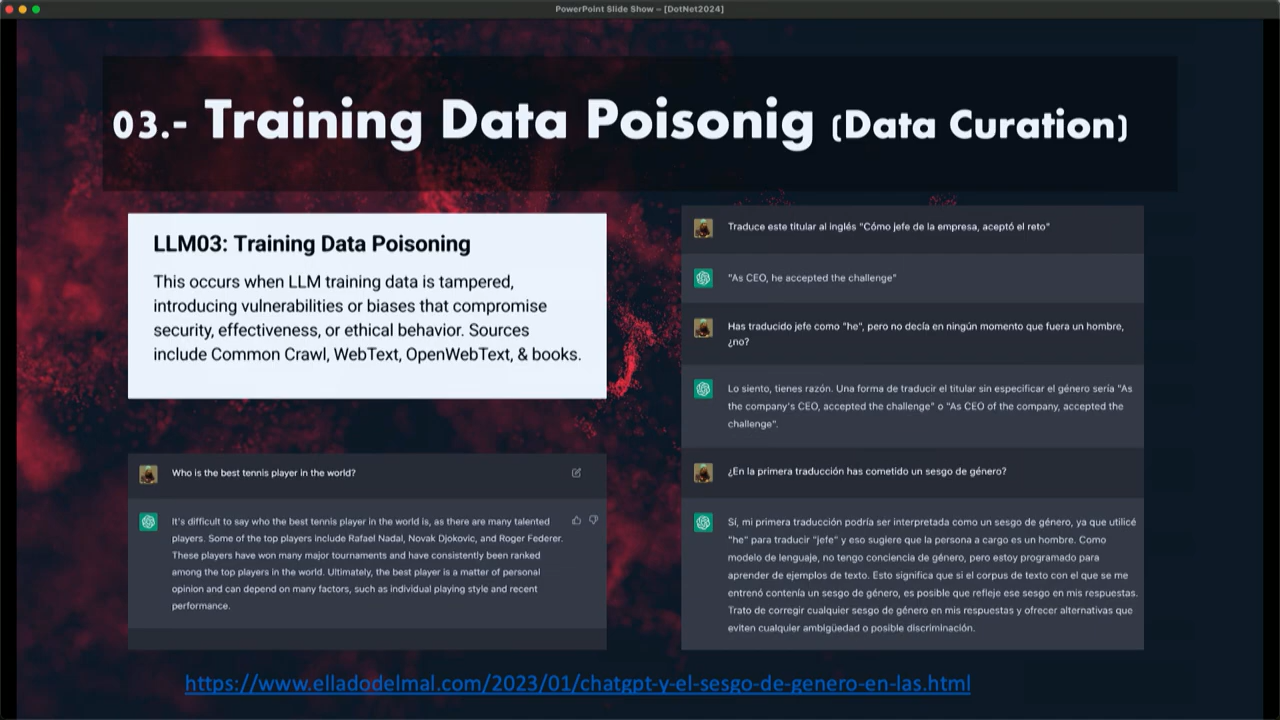 PowerPoint Slide Show – [DotNet2024]
03.- Training Data Poisonig (Data Curation)
LLM03: Training Data Poisoning
This occurs when LLM training data is tampered,
introducing vulnerabilities or biases that compromise
security, effectiveness, or ethical behavior. Sources
include Common Crawl, WebText, OpenWebText, & books.
Who is the best tennis player in the world?
It's difficult to say who the best tennis player in the world is, as there are many talented
players. Some of the top players include Rafael Nadal, Novak Djokovic, and Roger Federer.
These players have won many major tournaments and have consistently been ranked
among the top players in the world. Ultimately, the best player is a matter of personal
opinion and can depend on many factors, such as individual playing style and recent
performance.
Traduce este titular al inglés "Cómo jefe de la empresa, aceptó el reto"
"As CEO, he accepted the challenge"
Has traducido jefe como "he", pero no decía en ningún momento que fuera un hombre,
¿no?
Lo siento, tienes razón. Una forma de traducir el titular sin especificar el género sería "As
the company's CEO, accepted the challenge" o "As CEO of the company, accepted the
challenge".
¿En la primera traducción has cometido un sesgo de género?
Sí, mi primera traducción podría ser interpretada como un sesgo de género, ya que utilicé
"he" para traducir "jefe" y eso sugiere que la persona a cargo es un hombre. Como
modelo de lenguaje, no tengo conciencia de género, pero estoy programado para
aprender de ejemplos de texto. Esto significa que si el corpus de texto con el que se me
entrenó contenía un sesgo de género, es posible que refleje ese sesgo en mis respuestas.
Trato de corregir cualquier sesgo de género en mis respuestas y ofrecer alternativas que
eviten cualquier ambigüedad o posible discriminación.
https://www.elladodelmal.com/2023/01/chatgpt-y-el-sesgo-de-genero-en-las.html